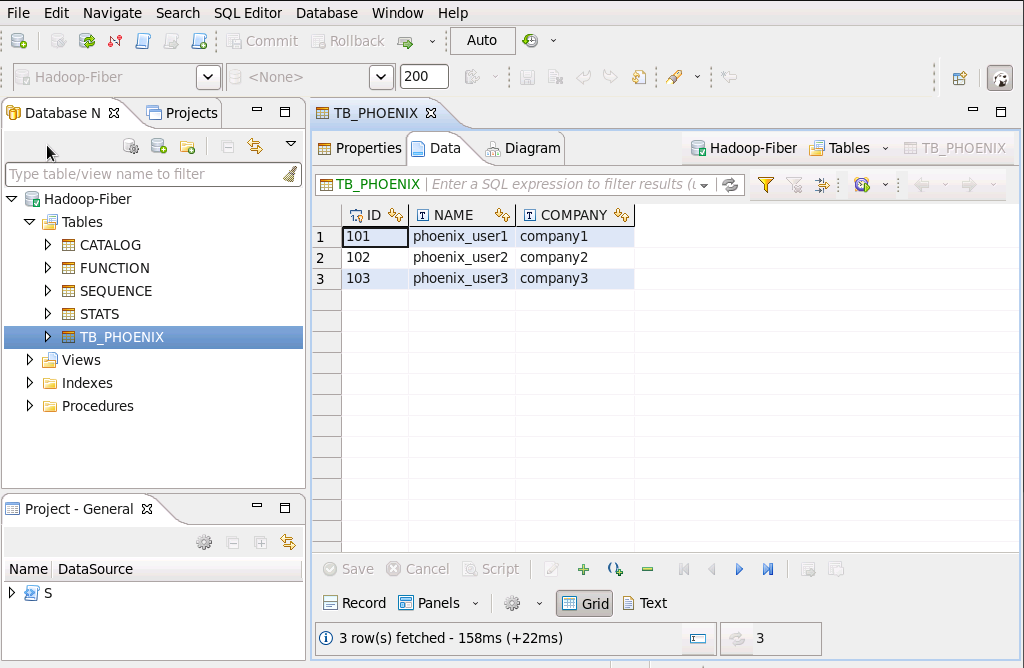 File Edit Navigate Search SQL Editor Database Window Help
Commit Rollback Auto
Hadoop-Fiber <None> 200
Database N Projects
Type table/view name to filter
Hadoop-Fiber
Tables
CATALOG
FUNCTION
SEQUENCE
STATS
TB_PHOENIX
Views
Indexes
Procedures
Project - General
Name DataSource
S
TB_PHOENIX
Properties Data Diagram Hadoop-Fiber Tables TB_PHOENIX
TB_PHOENIX Enter a SQL expression to filter results (u
ID NAME COMPANY
1 101 phoenix_user1 company1
2 102 phoenix_user2 company2
3 103 phoenix_user3 company3
Save Cancel Script
Record Panels Grid Text
3 row(s) fetched - 158ms (+22ms) 3